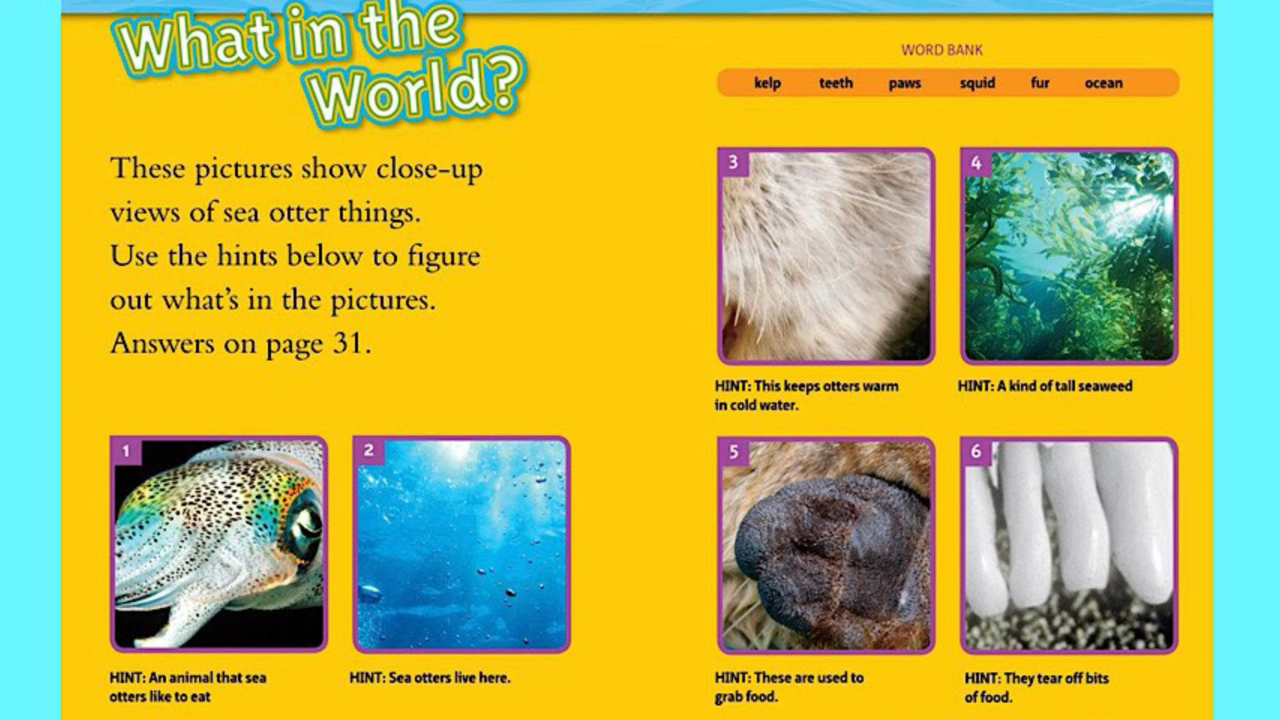 What in the
World?
These pictures show close-up
views of sea otter things.
Use the hints below to figure
out what's in the pictures.
Answers on page 31.
1
HINT: An animal that sea
otters like to eat
2
HINT: Sea otters live here.
WORD BANK
kelp teeth paws squid fur ocean
3
HINT: This keeps otters warm
in cold water.
4
HINT: A kind of tall seaweed
5
HINT: These are used to
grab food.
6
HINT: They tear off bits
of food.